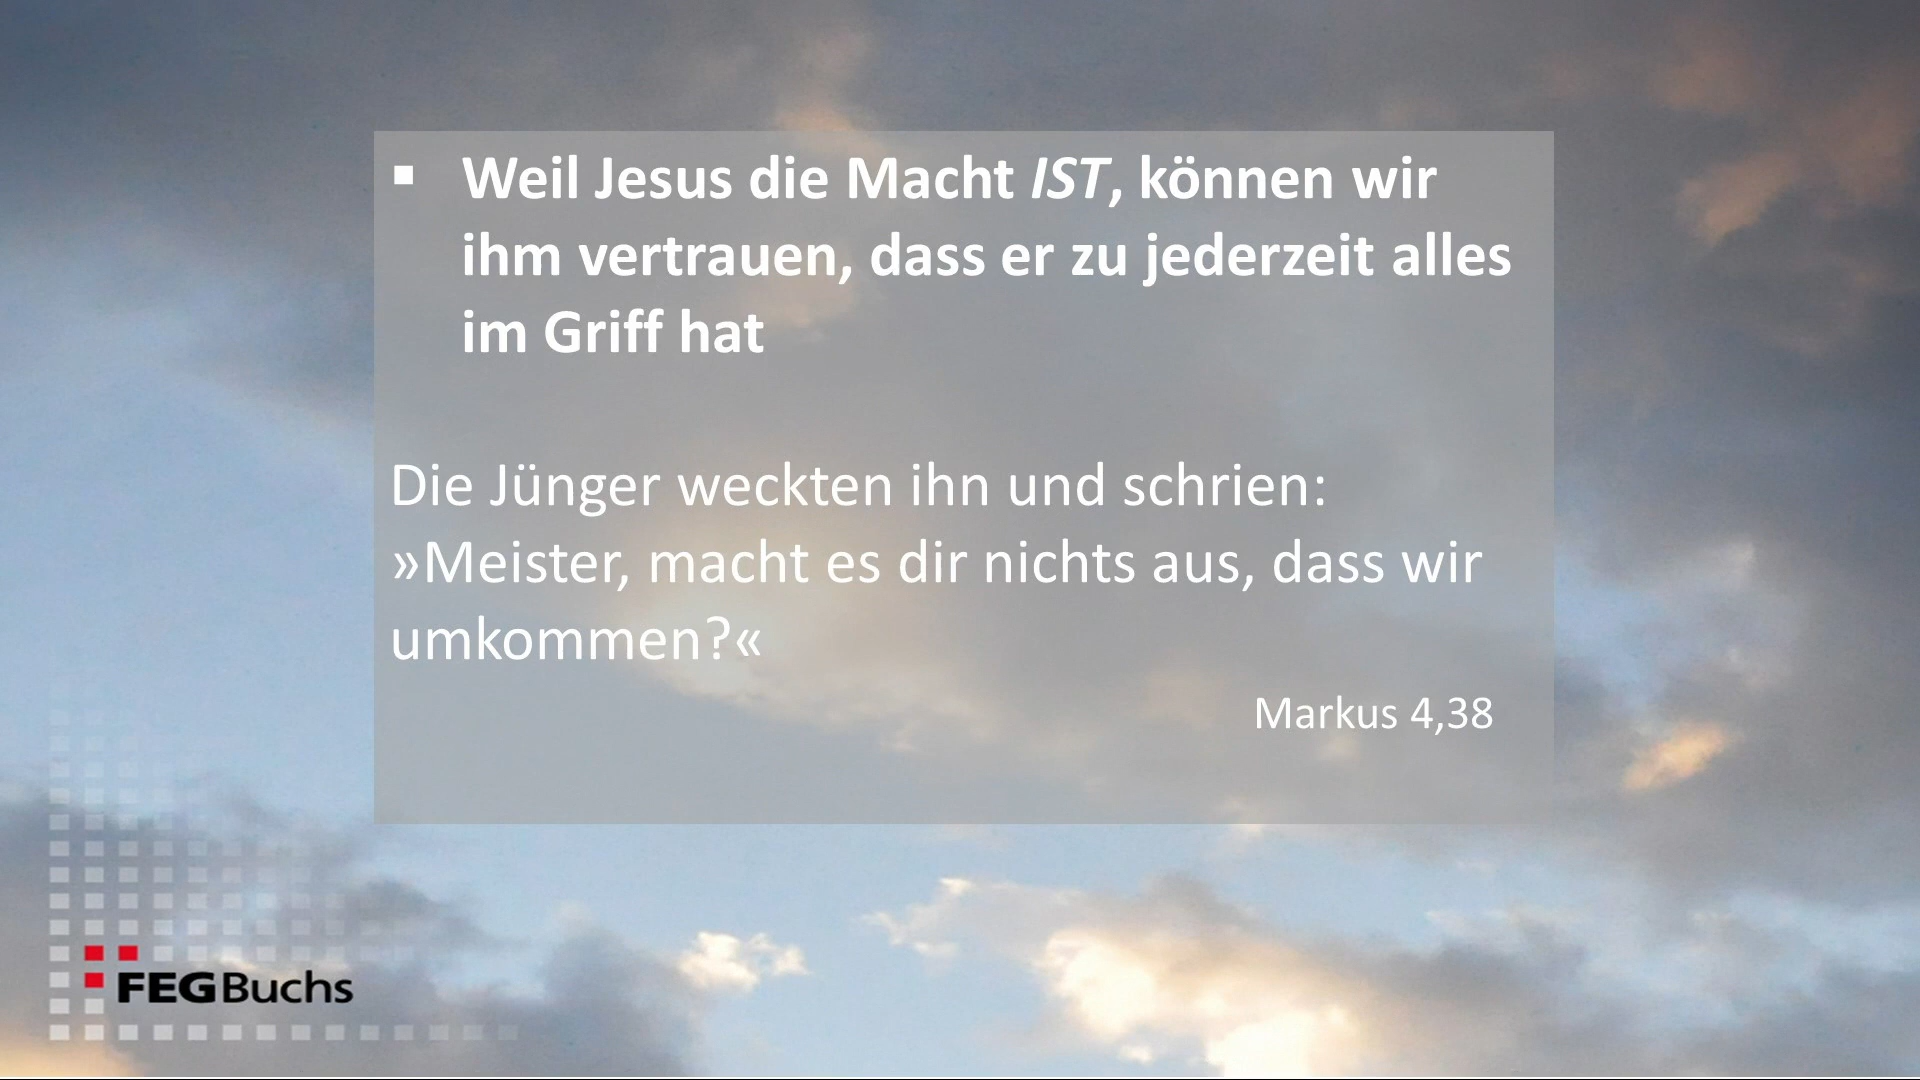 ▪ Weil Jesus die Macht IST, können wir
ihm vertrauen, dass er zu jederzeit alles
im Griff hat
Die Jünger weckten ihn und schrien:
»Meister, macht es dir nichts aus, dass wir
umkommen?«
Markus 4,38
FEGBuchs